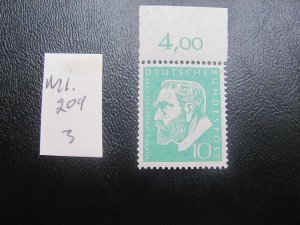 mi.
209
3
4,00
DEUTSCHE
BUNDESPOST
10